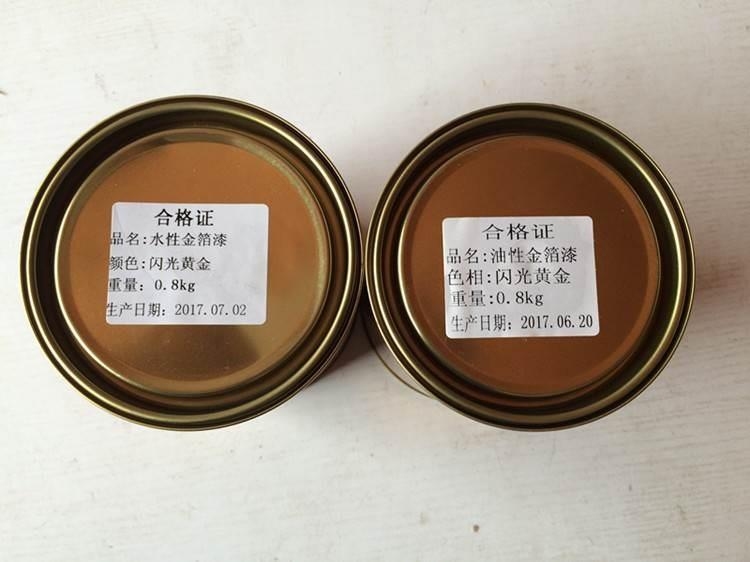 合格证
品名:水性金箔漆
颜色:闪光黄金
重量: 0.8kg
生产日期: 2017.07.02
合格证
品名:油性金箔漆
色相:闪光黄金
重量:0.8kg
生产日期: 2017.06.20